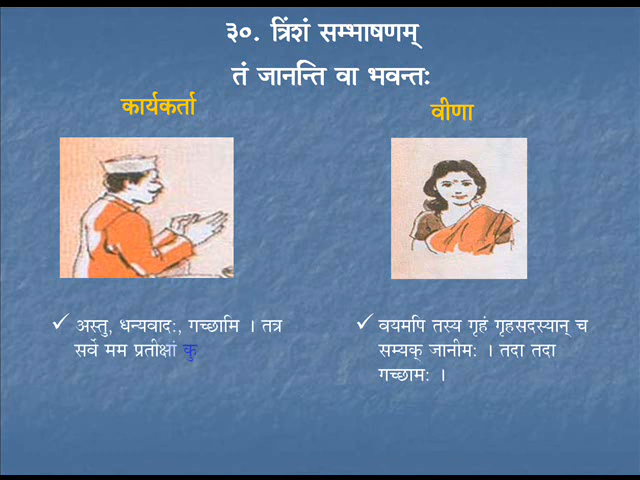 ३०. त्रिंशं सम्भाषणम्
तं जानन्ति वा भवन्तः
कार्यकर्ता
वीणा
अस्तु, धन्यवादः, गच्छामि । तत्र
सर्वे मम प्रतीक्षां कु
वयमपि तस्य गृहं गृहसदस्यान् च
सम्यक् जानीमः । तदा तदा
गच्छामः ।